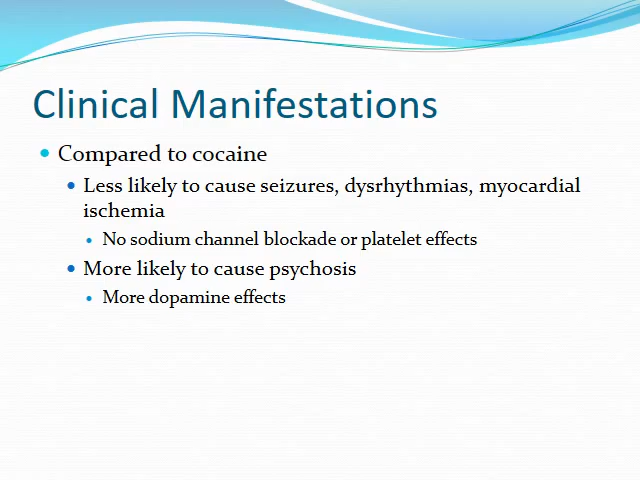 Clinical Manifestations
Compared to cocaine
Less likely to cause seizures, dysrhythmias, myocardial
ischemia
No sodium channel blockade or platelet effects
More likely to cause psychosis
More dopamine effects